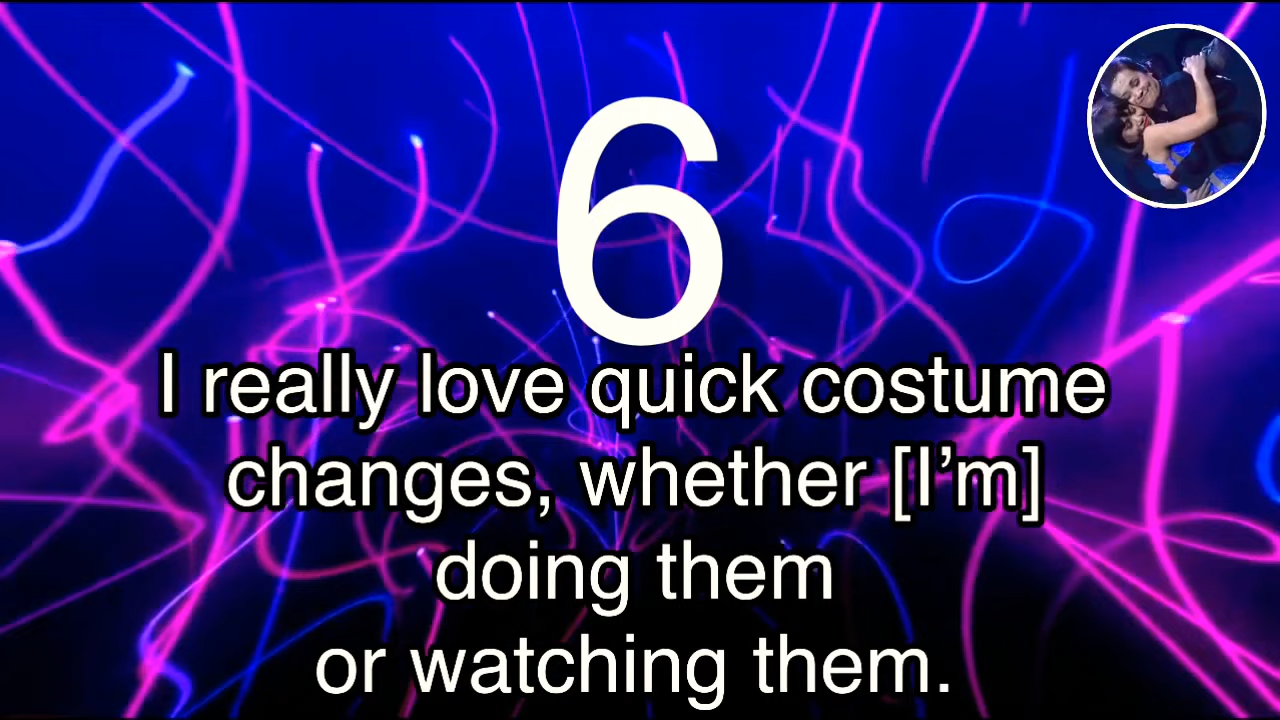 6
I really love quick costume
changes, whether [I’m]
doing them
or watching them.